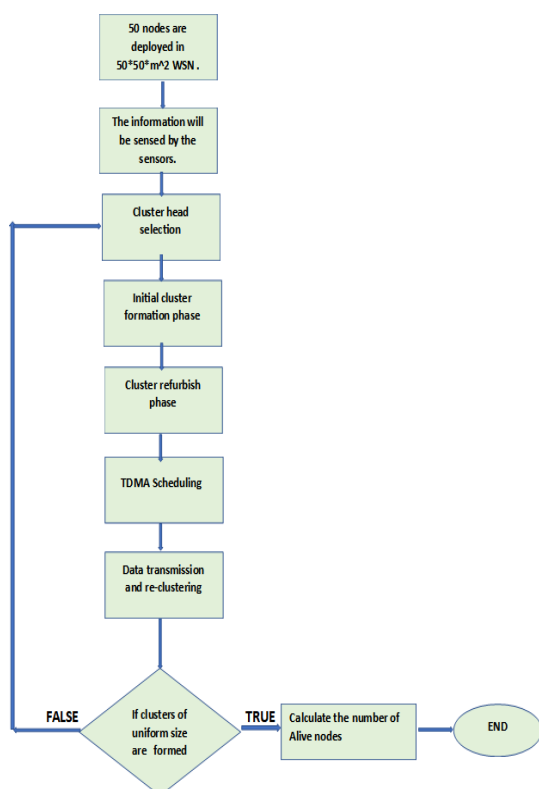 50 nodes are
deployed in
50*50*m^2 WSN .
The information will
be sensed by the
sensors.
Cluster head
selection
Initial cluster
formation phase
Cluster refurbish
phase
TDMA Scheduling
Data transmission
and re-clustering
FALSE
If clusters of
uniform size
are formed
TRUE
Calculate the number of
Alive nodes
END